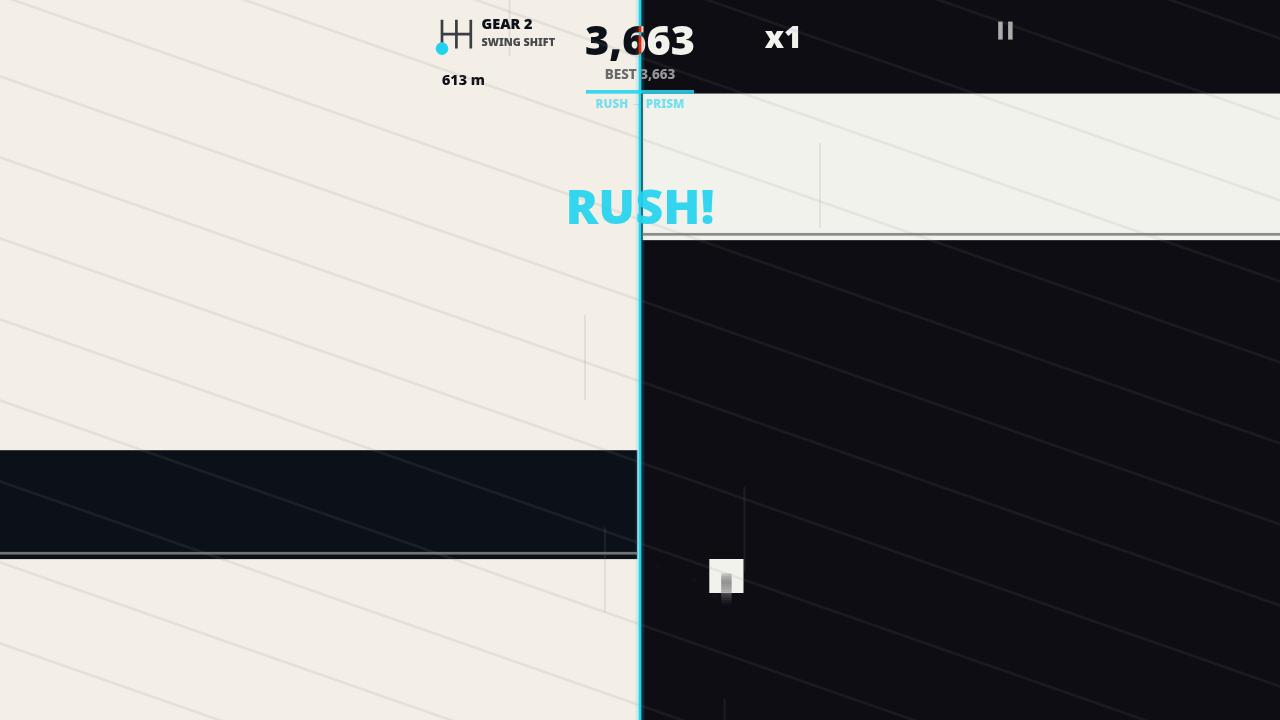 GEAR 2
SWING SHIFT
613 m
3,663
BEST 3,663
RUSH — PRISM
x1
RUSH!